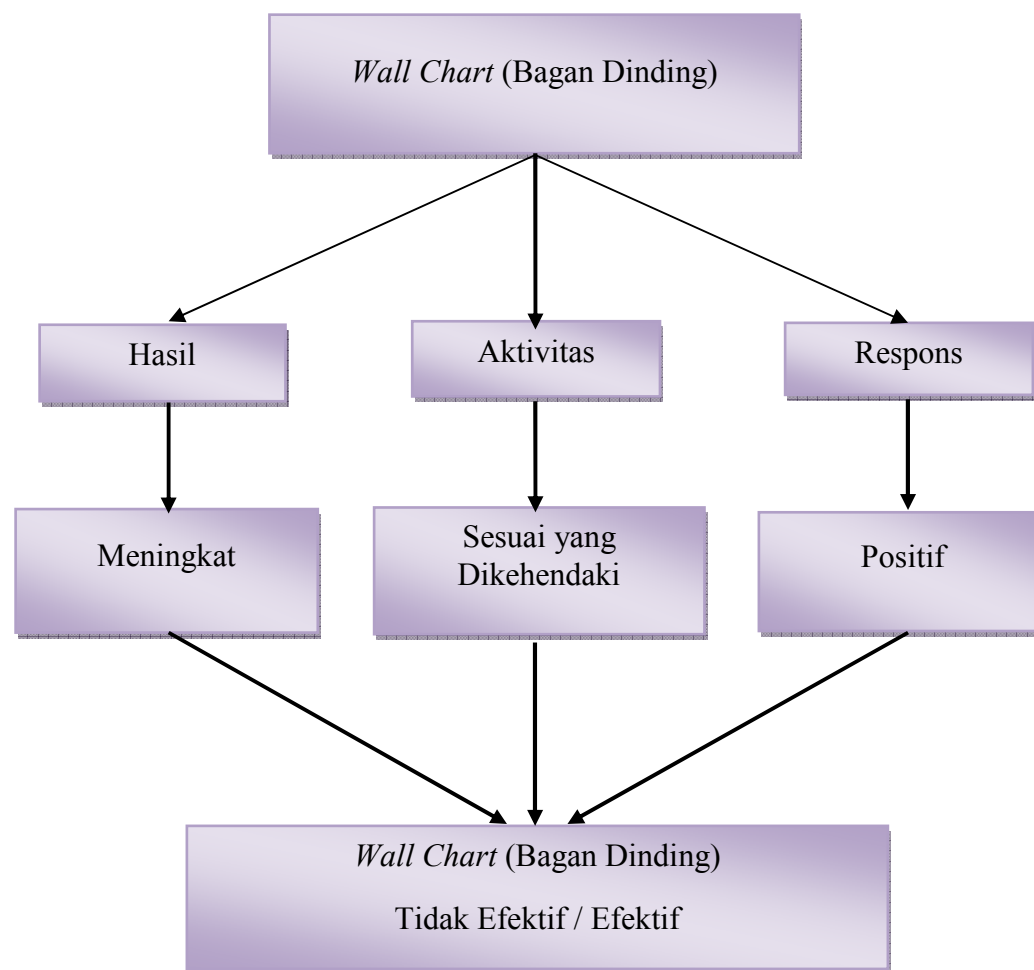 Wall Chart (Bagan Dinding)
Hasil
Aktivitas
Respons
Meningkat
Sesuai yang
Dikehendaki
Positif
Wall Chart (Bagan Dinding)
Tidak Efektif / Efektif